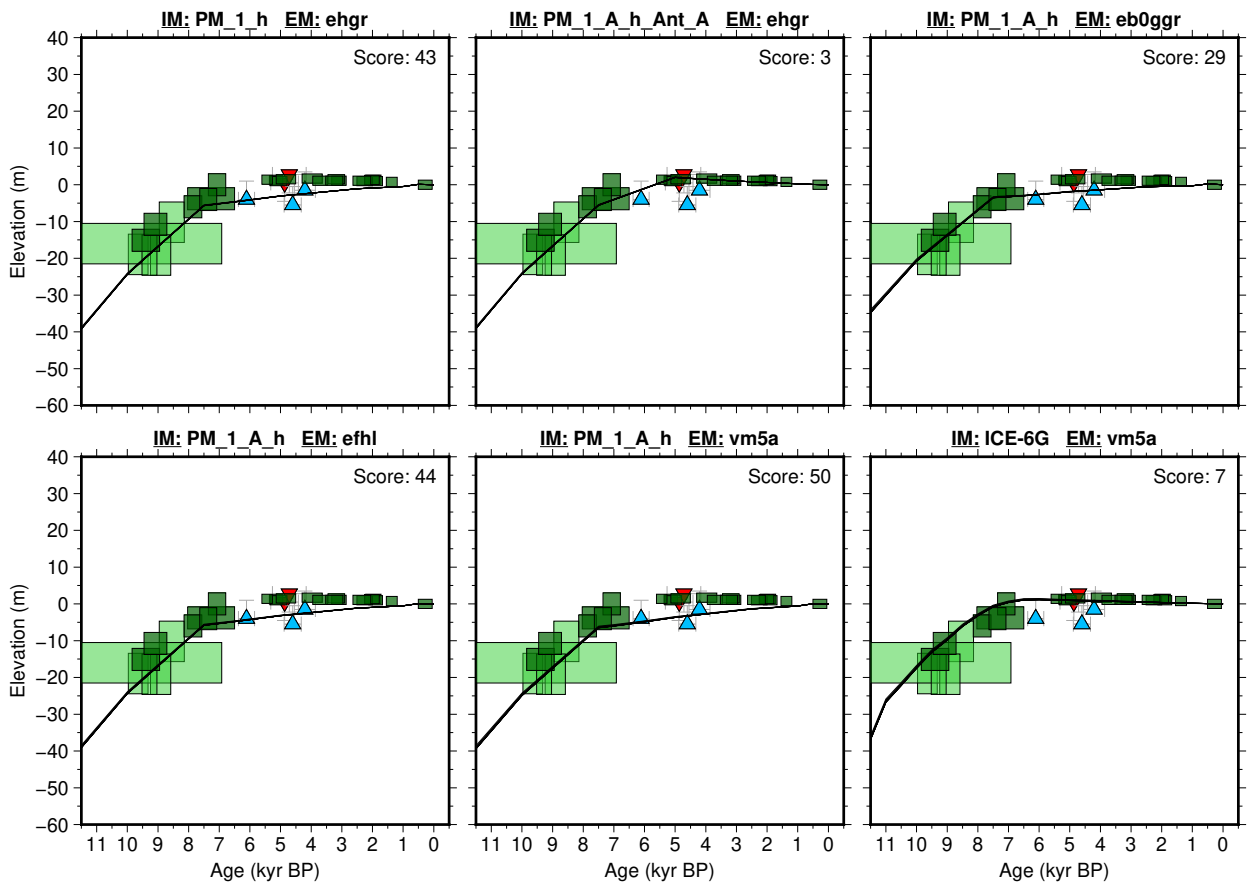 IM: PM_1_h EM: ehgr
IM: PM_1_A_h_Ant_A EM: ehgr
IM: PM_1_A_h EM: eb0ggr
Score: 43
Score: 3
Score: 29
40
30
20
10
0
−10
−20
−30
−40
−50
−60
Elevation (m)
IM: PM_1_A_h EM: efhl
IM: PM_1_A_h EM: vm5a
IM: ICE-6G EM: vm5a
Score: 44
Score: 50
Score: 7
40
30
20
10
0
−10
−20
−30
−40
−50
−60
Elevation (m)
11 10 9 8 7 6 5 4 3 2 1 0
11 10 9 8 7 6 5 4 3 2 1 0
11 10 9 8 7 6 5 4 3 2 1 0
Age (kyr BP)
Age (kyr BP)
Age (kyr BP)